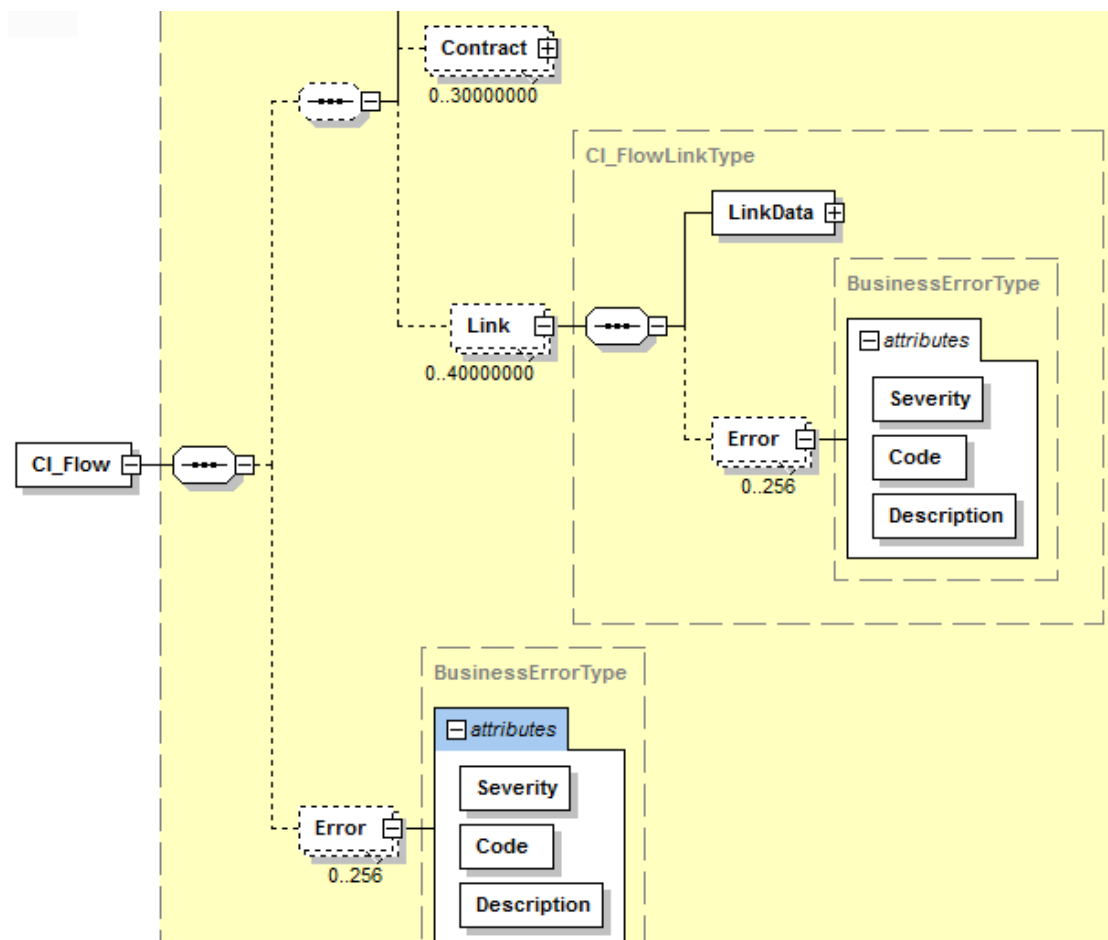 Contract
0..30000000
CI_FlowLinkType
LinkData
BusinessErrorType
attributes
Severity
Code
Description
Link
0..40000000
Error
0..256
CI_Flow
BusinessErrorType
attributes
Severity
Code
Description
Error
0..256